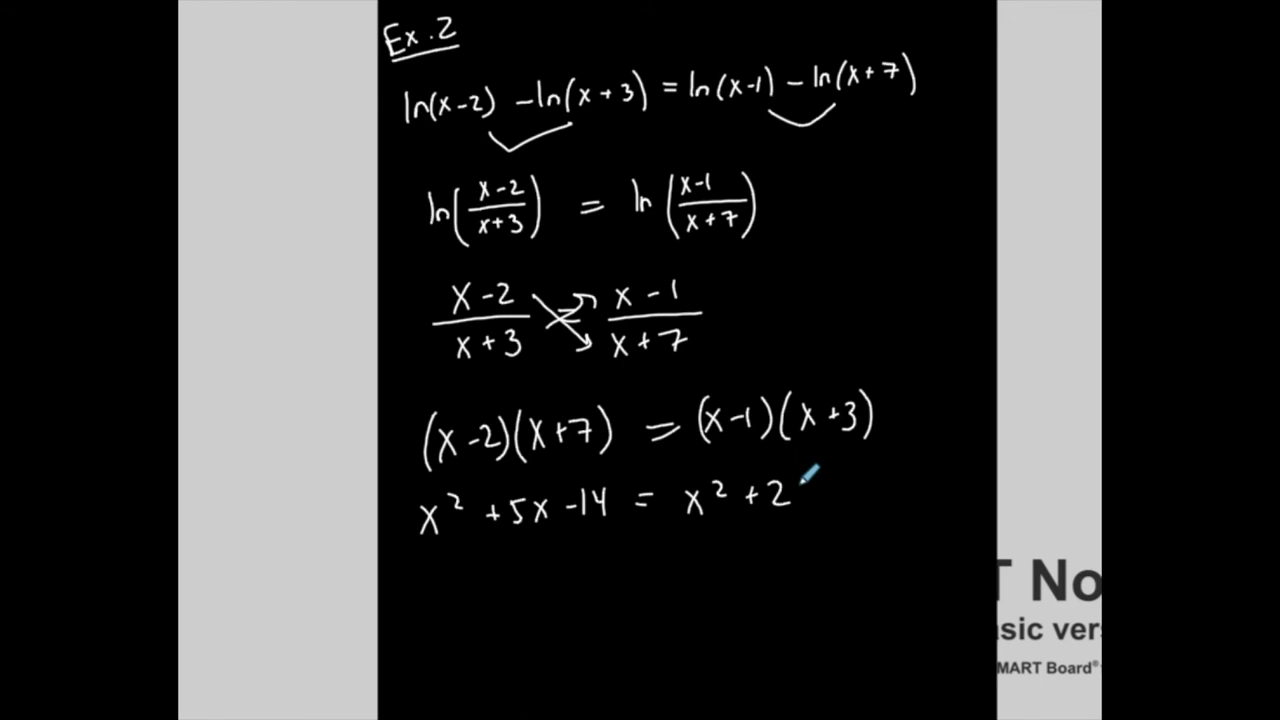 Ex.2
ln(x-2) -ln(x+3) = ln(x-1) - ln(x+7)
ln(x-2/x+3) = ln(x-1/x+7)
x-2/x+3 = x-1/x+7
(x-2)(x+7) = (x-1)(x+3)
x² +5x -14 = x² +2
T No
asic vers
MART Board®